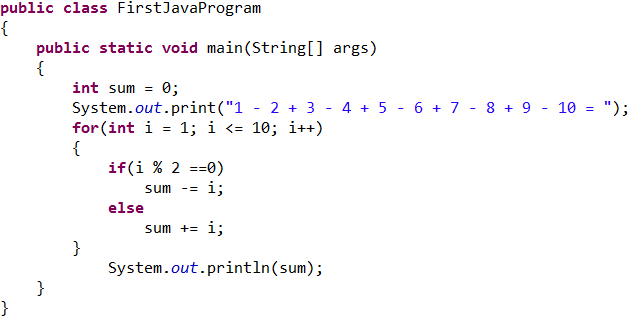 public class FirstJavaProgram
{
    public static void main(String[] args)
    {
        int sum = 0;
        System.out.print("1 - 2 + 3 - 4 + 5 - 6 + 7 - 8 + 9 - 10 = ");
        for(int i = 1; i <= 10; i++)
        {
            if(i % 2 ==0)
                sum -= i;
            else
                sum += i;
        }
            System.out.println(sum);
    }
}